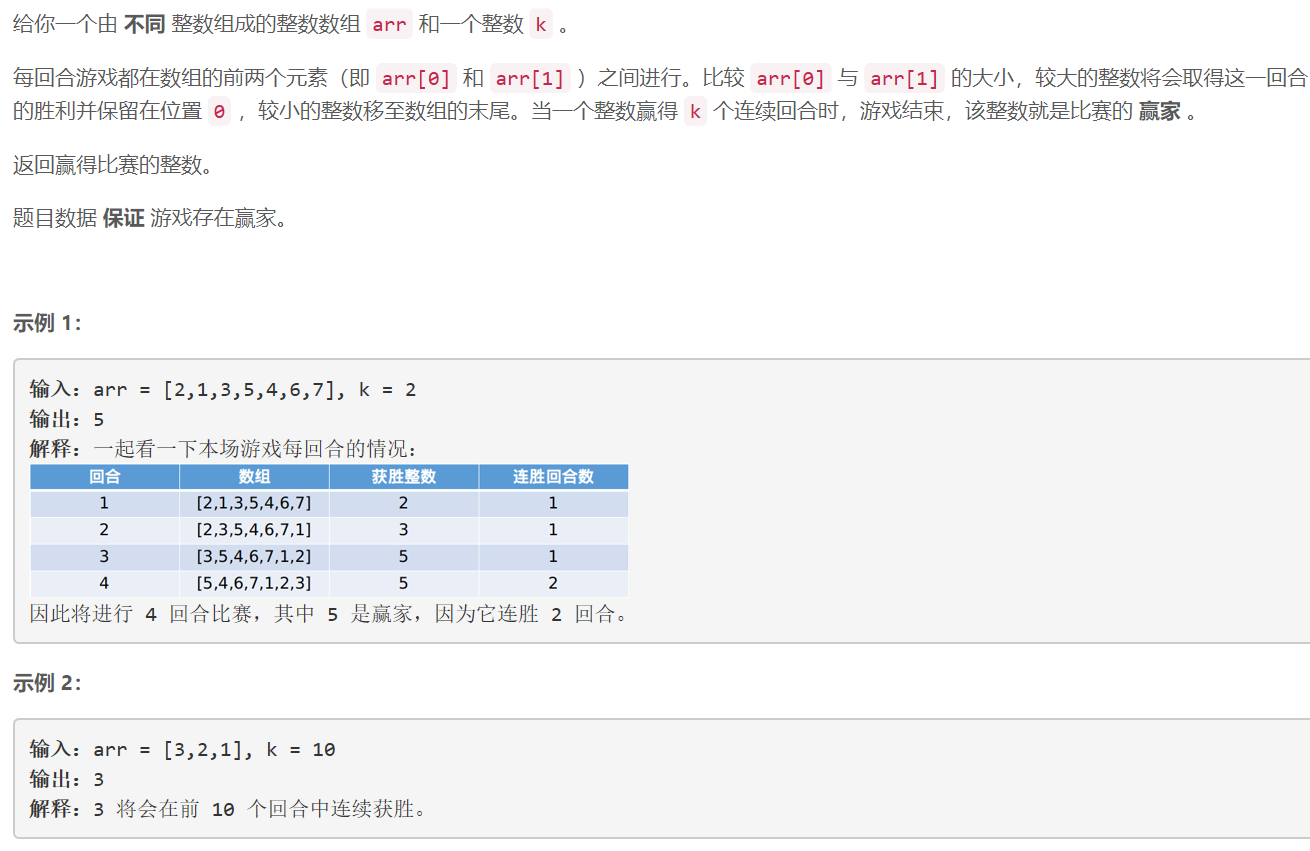 给你一个由 不同 整数组成的整数数组 arr 和一个整数 k 。
每回合游戏都在数组的前两个元素（即 arr[0] 和 arr[1] ）之间进行。比较 arr[0] 与 arr[1] 的大小，较大的整数将会取得这一回合
的胜利并保留在位置 0 ，较小的整数移至数组的末尾。当一个整数赢得 k 个连续回合时，游戏结束，该整数就是比赛的 赢家 。
返回赢得比赛的整数。
题目数据 保证 游戏存在赢家。
示例 1：
输入：arr = [2,1,3,5,4,6,7], k = 2
输出：5
解释：一起看一下本场游戏每回合的情况：
回合 数组 获胜整数 连胜回合数
1 [2,1,3,5,4,6,7] 2 1
2 [2,3,5,4,6,7,1] 3 1
3 [3,5,4,6,7,1,2] 5 1
4 [5,4,6,7,1,2,3] 5 2
因此将进行 4 回合比赛，其中 5 是赢家，因为它连胜 2 回合。
示例 2：
输入：arr = [3,2,1], k = 10
输出：3
解释：3 将会在前 10 个回合中连续获胜。